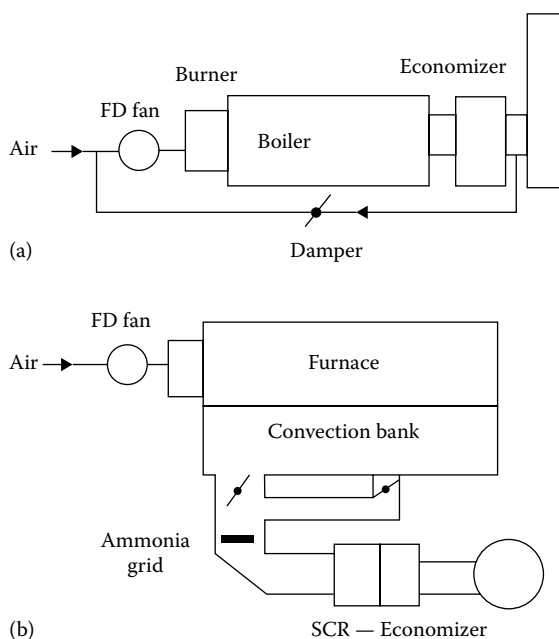 Burner
Economizer
FD fan
Air
Boiler
Damper
(a)
FD fan
Air
Furnace
Convection bank
Ammonia
grid
SCR — Economizer
(b)